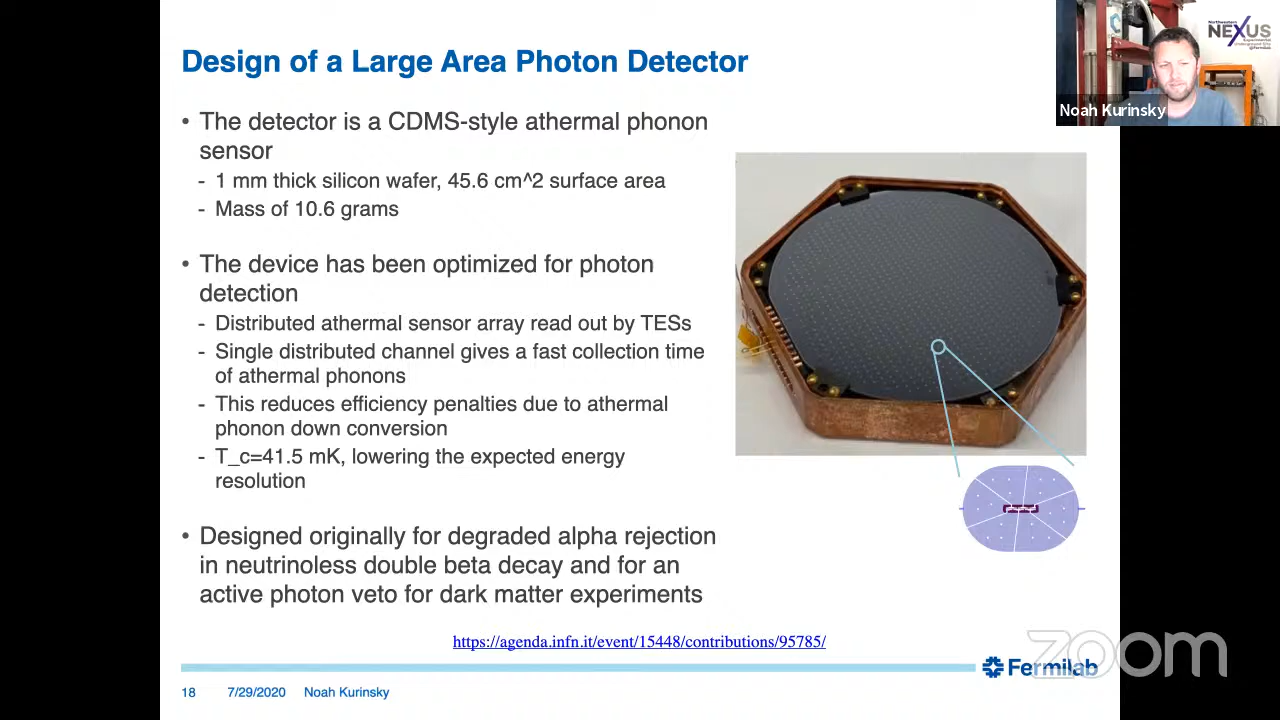 Design of a Large Area Photon Detector
• The detector is a CDMS-style athermal phonon
sensor
- 1 mm thick silicon wafer, 45.6 cm^2 surface area
- Mass of 10.6 grams
• The device has been optimized for photon
detection
- Distributed athermal sensor array read out by TESs
- Single distributed channel gives a fast collection time
of athermal phonons
- This reduces efficiency penalties due to athermal
phonon down conversion
- T_c=41.5 mK, lowering the expected energy
resolution
• Designed originally for degraded alpha rejection
in neutrinoless double beta decay and for an
active photon veto for dark matter experiments
https://agenda.infn.it/event/15448/contributions/95785/
18 7/29/2020 Noah Kurinsky
Fermilab
zoom
Northwestern
NEXUS
Experimental
Underground Site
@Fermilab
Noah Kurinsky